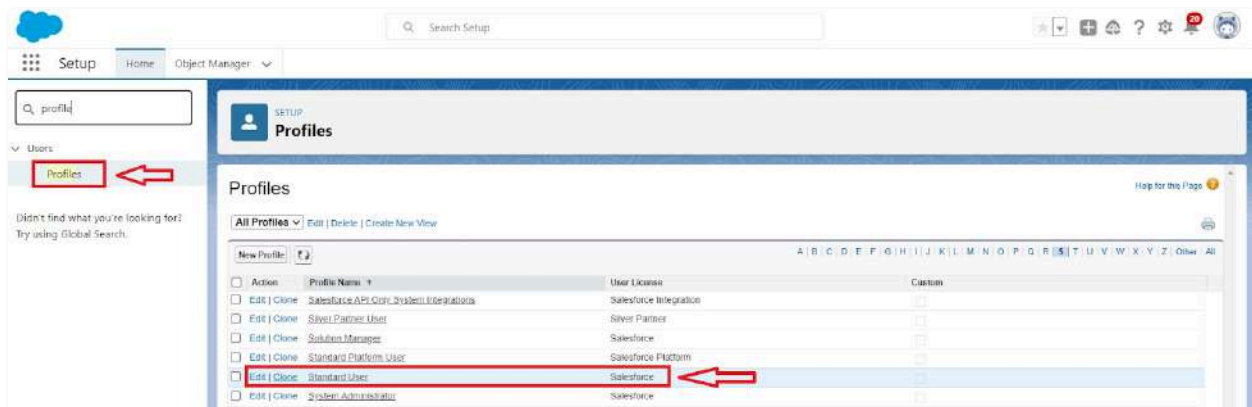 Search Setup
20
Setup Home Object Manager
profile
Users
Profiles
Didn't find what you're looking for?
Try using Global Search.
SETUP
Profiles
Profiles
Help for this Page
All Profiles Edit | Delete | Create New View
New Profile A | B | C | D | E | F | G | H | I | J | K | L | M | N | O | P | Q | R | S | T | U | V | W | X | Y | Z | Other | All
Action Profile Name ↑ User License Custom
Edit | Clone Salesforce API Only System Integrations Salesforce Integration
Edit | Clone Silver Partner User Silver Partner
Edit | Clone Solution Manager Salesforce
Edit | Clone Standard Platform User Salesforce Platform
Edit | Clone Standard User Salesforce
Edit | Clone System Administrator Salesforce